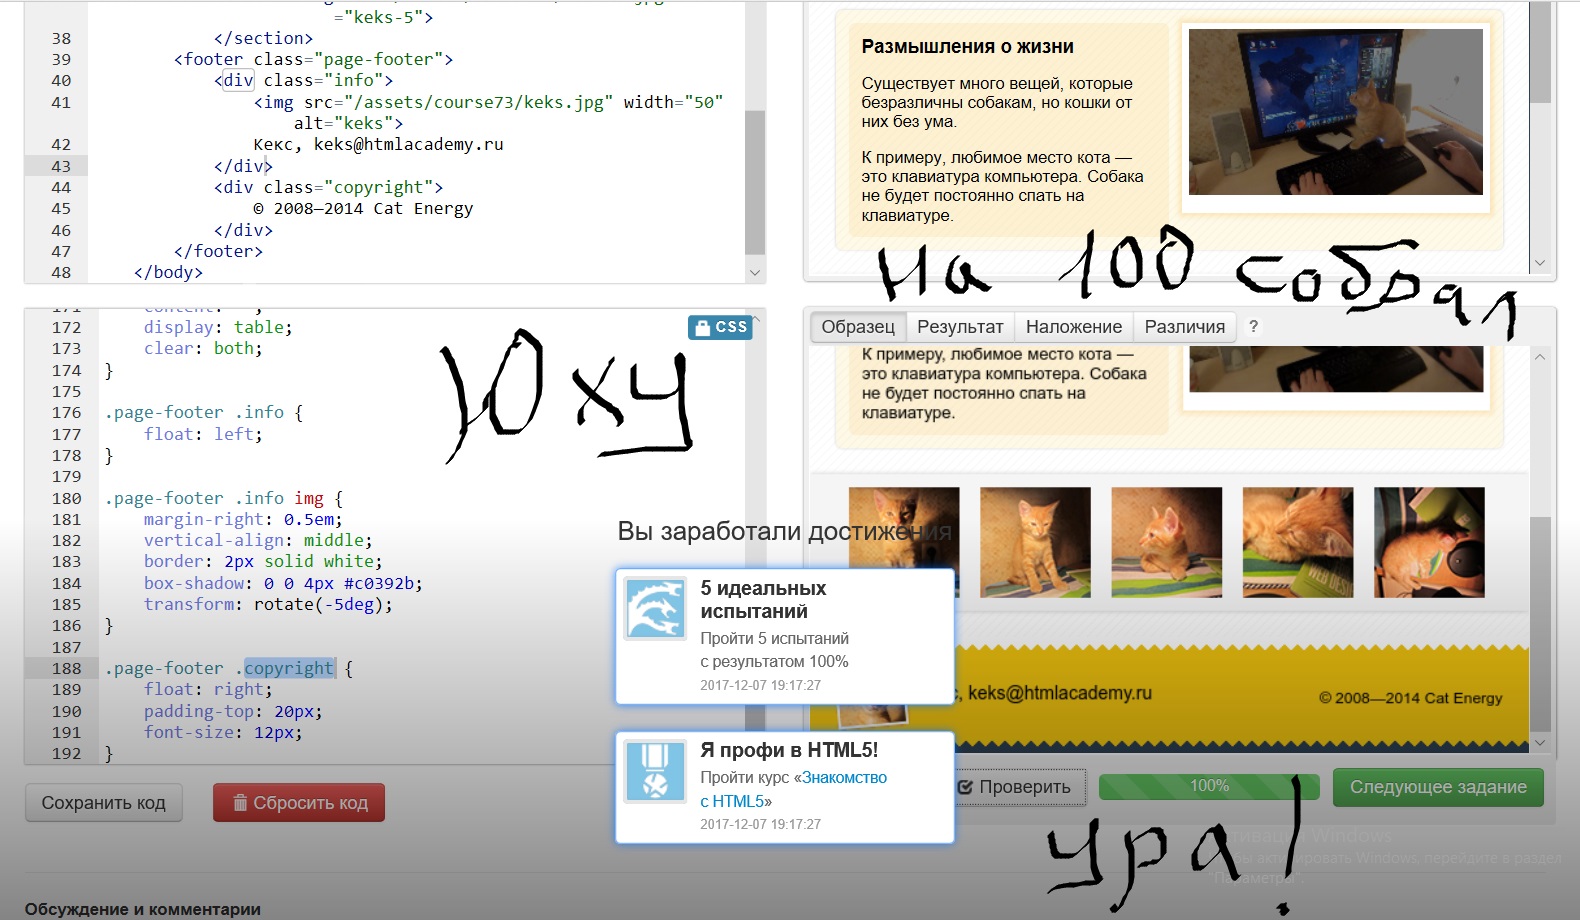 ="keks-5">
38 </section>
39 <footer class="page-footer">
40 <div class="info">
41 <img src="/assets/course73/keks.jpg" width="50"
alt="keks">
42 Кекс, keks@htmlacademy.ru
43 </div>
44 <div class="copyright">
45 © 2008—2014 Cat Energy
46 </div>
47 </footer>
48 </body>
Размышления о жизни
Существует много вещей, которые
безразличны собакам, но кошки от
них без ума.
К примеру, любимое место кота —
это клавиатура компьютера. Собака
не будет постоянно спать на
клавиатуре.
На 100 собрал
172 display: table;
173 clear: both;
174 }
175
176 .page-footer .info {
177 float: left;
178 }
179
180 .page-footer .info img {
181 margin-right: 0.5em;
182 vertical-align: middle;
183 border: 2px solid white;
184 box-shadow: 0 0 4px #c0392b;
185 transform: rotate(-5deg);
186 }
187
188 .page-footer .copyright {
189 float: right;
190 padding-top: 20px;
191 font-size: 12px;
192 }
CSS
Юху
Образец Результат Наложение Различия ?
К примеру, любимое место кота —
это клавиатура компьютера. Собака
не будет постоянно спать на
клавиатуре.
Вы заработали достижения
5 идеальных
испытаний
Пройти 5 испытаний
с результатом 100%
2017-12-07 19:17:27
Я профи в HTML5!
Пройти курс «Знакомство
с HTML5»
2017-12-07 19:17:27
, keks@htmlacademy.ru
© 2008—2014 Cat Energy
Сохранить код Сбросить код
Проверить 100% Следующее задание
ура!
Windows
активировать Windows, перейдите в раздел
"Параметры".
Обсуждение и комментарии